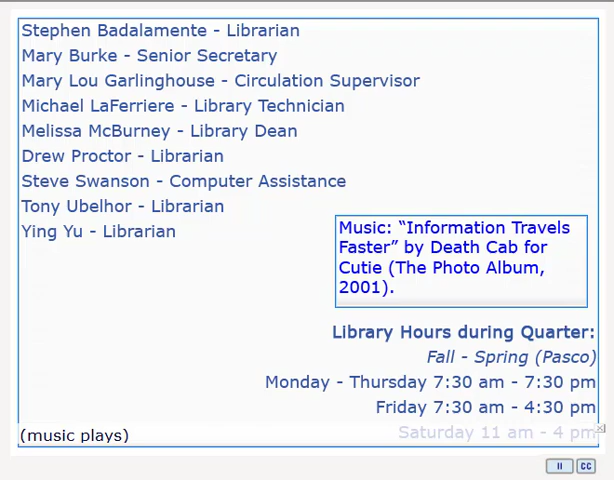 Stephen Badalamente - Librarian
Mary Burke - Senior Secretary
Mary Lou Garlinghouse - Circulation Supervisor
Michael LaFerriere - Library Technician
Melissa McBurney - Library Dean
Drew Proctor - Librarian
Steve Swanson - Computer Assistance
Tony Ubelhor - Librarian
Ying Yu - Librarian
Music: “Information Travels
Faster” by Death Cab for
Cutie (The Photo Album,
2001).
Library Hours during Quarter:
Fall - Spring (Pasco)
Monday - Thursday 7:30 am - 7:30 pm
Friday 7:30 am - 4:30 pm
Saturday 11 am - 4 pm
(music plays)
CC